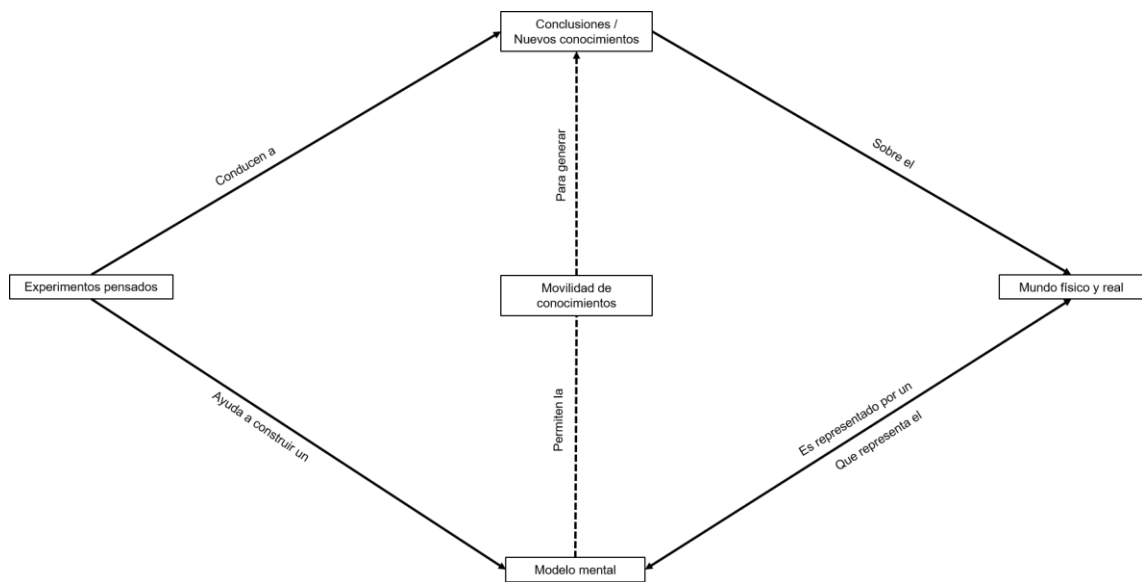 Conclusiones /
Nuevos conocimientos
Conducen a
Para generar
Sobre el
Experimentos pensados
Movilidad de
conocimientos
Mundo físico y real
Ayuda a construir un
Permiten la
Es representado por un
Que representa el
Modelo mental